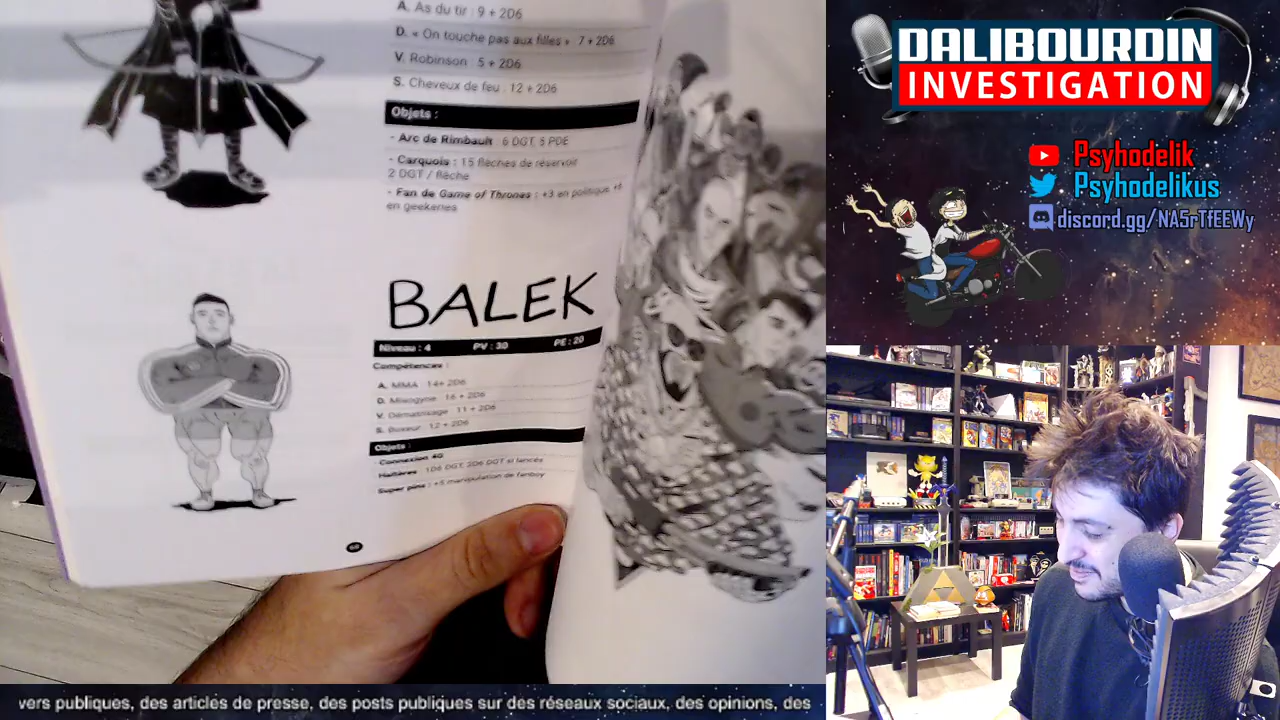 A. As du tir : 9 + 2D6
D. « On touche pas aux filles » 7 + 2D6
V. Robinson 5 + 2D6
S. Cheveux de feu : 12 + 2D6
Objets :
- Arc de Rimbault 6 DGT, 5 PDE
- Carquois : 15 flèches de réservoir
2 DGT / flèche
- Fan de Game of Thrones : +3 en politique +5
en geekeries
BALEK
Niveau : 4 PV : 30 PE : 20
Compétences :
A. MMA 14+ 2D6
D. Misogyne 16 + 2D6
V. Dématrixage 11 + 2D6
S. Boxeur 12 + 2D6
Objets :
Connexion 4G
Haltères 1D6 DGT, 2D6 DGT si lancés
Super pins : +5 manipulation de fanboy
68
DALIBOURDIN
INVESTIGATION
Psyhodelik
Psyhodelikus
discord.gg/NA5rTfEEWy
vers publiques, des articles de presse, des posts publiques sur des réseaux sociaux, des opinions, des